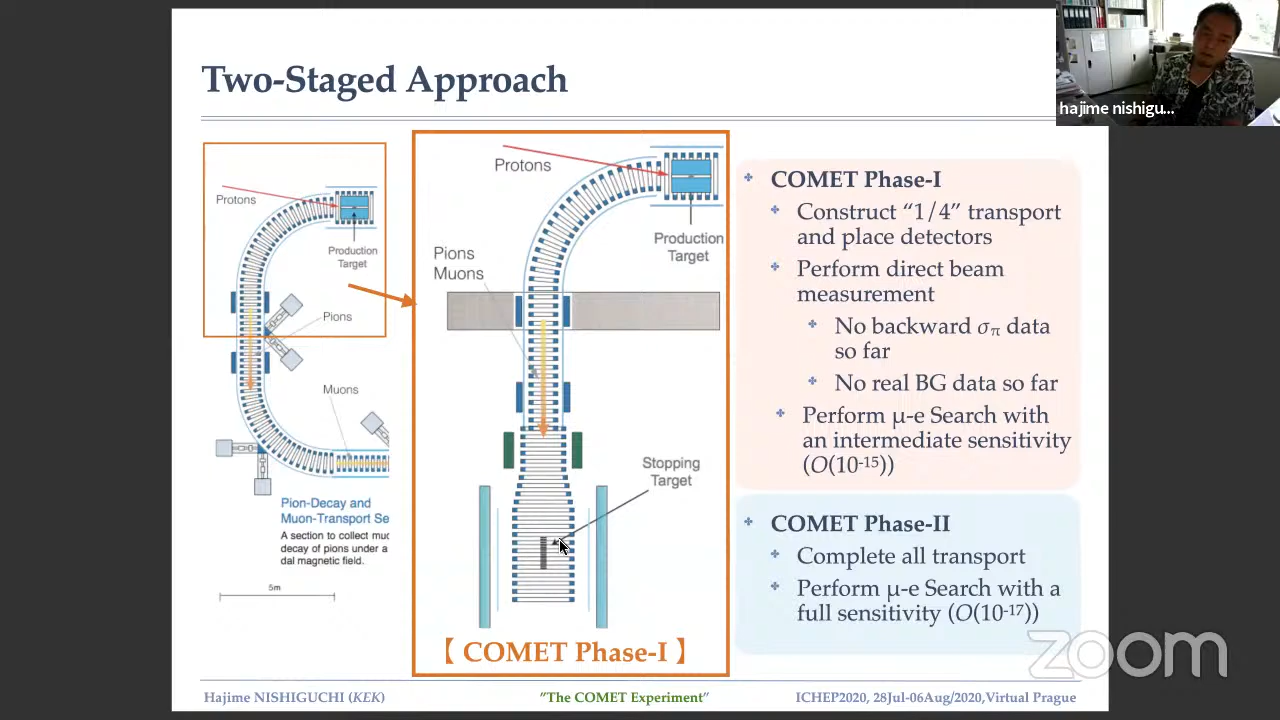 Two-Staged Approach
hajime nishigu...
Protons
Production
Target
Pions
Muons
Pion-Decay and
Muon-Transport Se
A section to collect muc
decay of pions under a
dal magnetic field.
5m
Protons
Production
Target
Pions
Muons
Stopping
Target
【 COMET Phase-I 】
COMET Phase-I
Construct “1/4” transport
and place detectors
Perform direct beam
measurement
No backward σπ data
so far
No real BG data so far
Perform μ-e Search with
an intermediate sensitivity
(O(10-15))
COMET Phase-II
Complete all transport
Perform μ-e Search with a
full sensitivity (O(10-17))
zoom
Hajime NISHIGUCHI (KEK)
”The COMET Experiment”
ICHEP2020, 28Jul-06Aug/2020,Virtual Prague